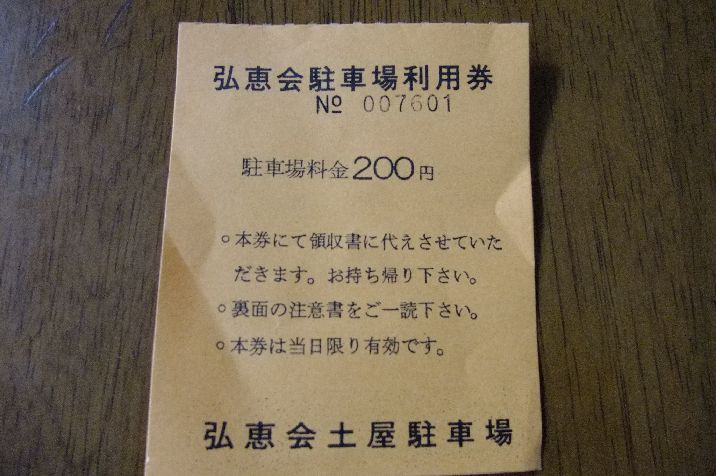 弘恵会駐車場利用券
№ 007601
駐車場料金200円
○本券にて領収書に代えさせていた
だきます。お持ち帰り下さい。
○裏面の注意書をご一読下さい。
○本券は当日限り有効です。
弘恵会土屋駐車場